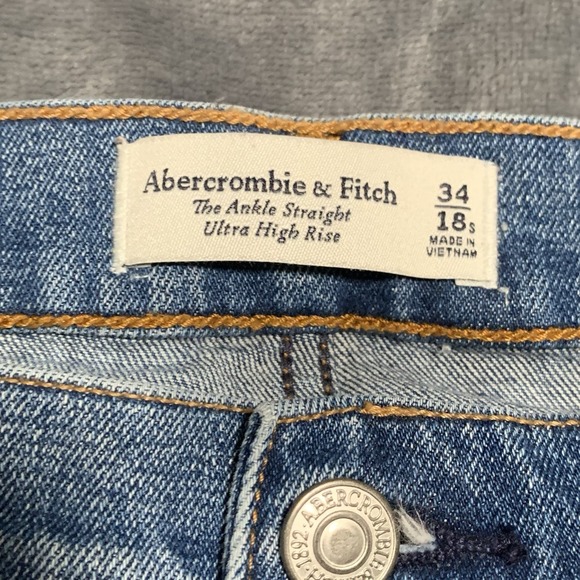 Abercrombie & Fitch
The Ankle Straight
Ultra High Rise
34
18s
MADE IN
VIETNAM
1892 · ABERCROMBIE